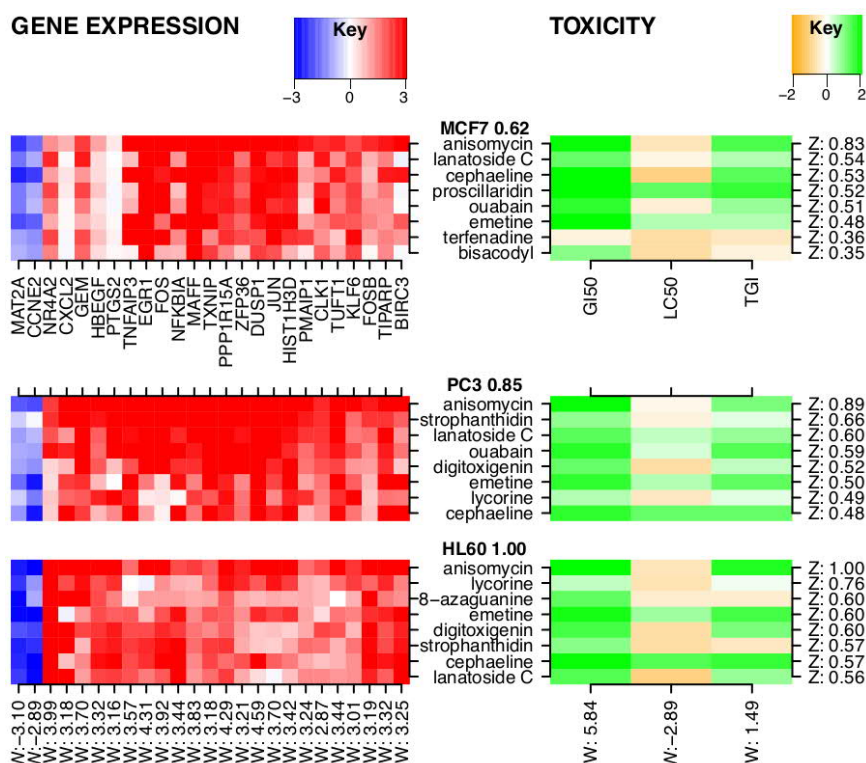 GENE EXPRESSION
TOXICITY
Key
−3 0 3
Key
−2 0 2
MCF7 0.62
anisomycin Z: 0.83
lanatoside C Z: 0.54
cephaeline Z: 0.53
proscillaridin Z: 0.52
ouabain Z: 0.51
emetine Z: 0.48
terfenadine Z: 0.36
bisacodyl Z: 0.35
MAT2A
CCNE2
NR4A2
CXCL2
GEM
HBEGF
PTGS2
TNFAIP3
EGR1
FOS
NFKBIA
MAFF
TXNIP
PPP1R15A
ZFP36
DUSP1
JUN
HIST1H3D
PMAIP1
CLK1
TUFT1
KLF6
FOSB
TIPARP
BIRC3
GI50
LC50
TGI
PC3 0.85
anisomycin Z: 0.89
strophanthidin Z: 0.66
lanatoside C Z: 0.60
ouabain Z: 0.59
digitoxigenin Z: 0.52
emetine Z: 0.50
lycorine Z: 0.49
cephaeline Z: 0.48
HL60 1.00
anisomycin Z: 1.00
lycorine Z: 0.76
8−azaguanine Z: 0.60
emetine Z: 0.60
digitoxigenin Z: 0.60
strophanthidin Z: 0.57
cephaeline Z: 0.57
lanatoside C Z: 0.56
W:−3.10
W:−2.89
W: 3.99
W: 3.18
W: 3.70
W: 3.32
W: 3.16
W: 3.57
W: 4.31
W: 3.92
W: 3.44
W: 3.83
W: 3.18
W: 4.29
W: 3.21
W: 4.59
W: 3.70
W: 3.42
W: 3.24
W: 2.87
W: 3.44
W: 3.01
W: 3.19
W: 3.32
W: 3.25
W: 5.84
W:−2.89
W: 1.49